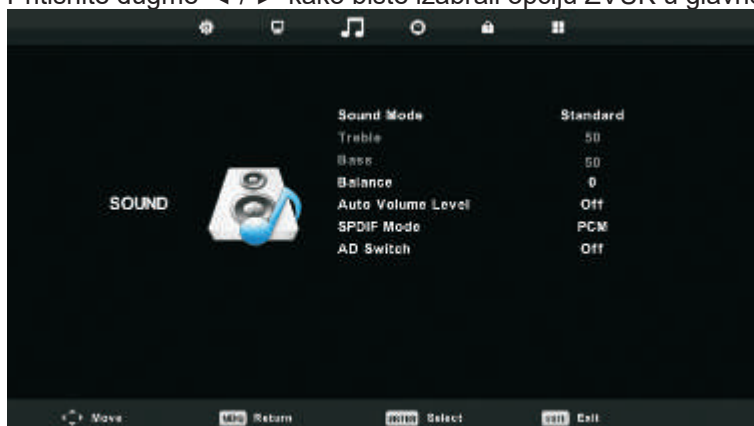 Pritisnite dugme ◄ / ► kako biste izabrali opciju ZVUK u glavno
Sound Mode Standard
Treble 50
Bass 50
Balance 0
SOUND
Auto Volume Level Off
SPDIF Mode PCM
AD Switch Off
Move MENU Return ENTER Select EXIT Exit